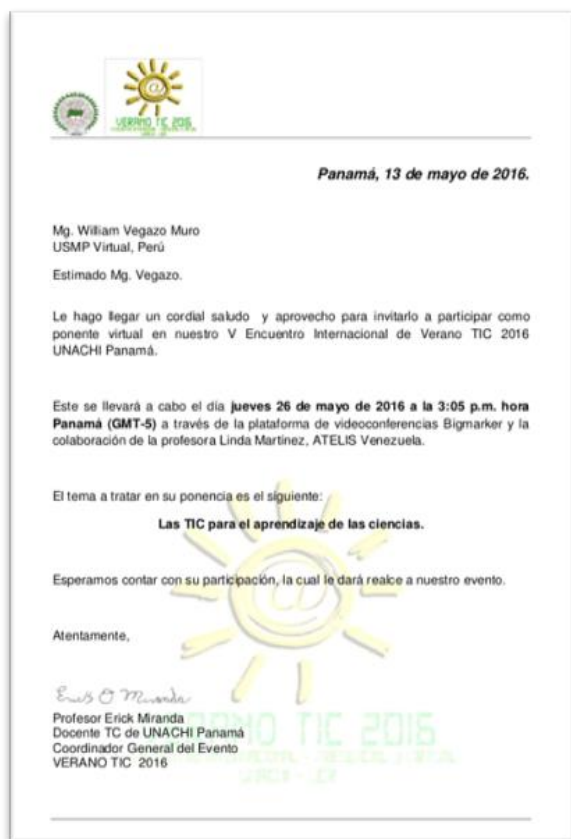 VERANO TIC 2016
Panamá, 13 de mayo de 2016.
Mg. William Vegazo Muro
USMP Virtual, Perú
Estimado Mg. Vegazo.
Le hago llegar un cordial saludo y aprovecho para invitarlo a participar como
ponente virtual en nuestro V Encuentro Internacional de Verano TIC 2016
UNACHI Panamá.
Este se llevará a cabo el día jueves 26 de mayo de 2016 a la 3:05 p.m. hora
Panamá (GMT-5) a través de la plataforma de videoconferencias Bigmarker y la
colaboración de la profesora Linda Martínez, ATELIS Venezuela.
El tema a tratar en su ponencia es el siguiente:
Las TIC para el aprendizaje de las ciencias.
Esperamos contar con su participación, la cual le dará realce a nuestro evento.
Atentamente,
Erick O Miranda
Profesor Erick Miranda
Docente TC de UNACHI Panamá
Coordinador General del Evento
VERANO TIC 2016
VERANO TIC 2016